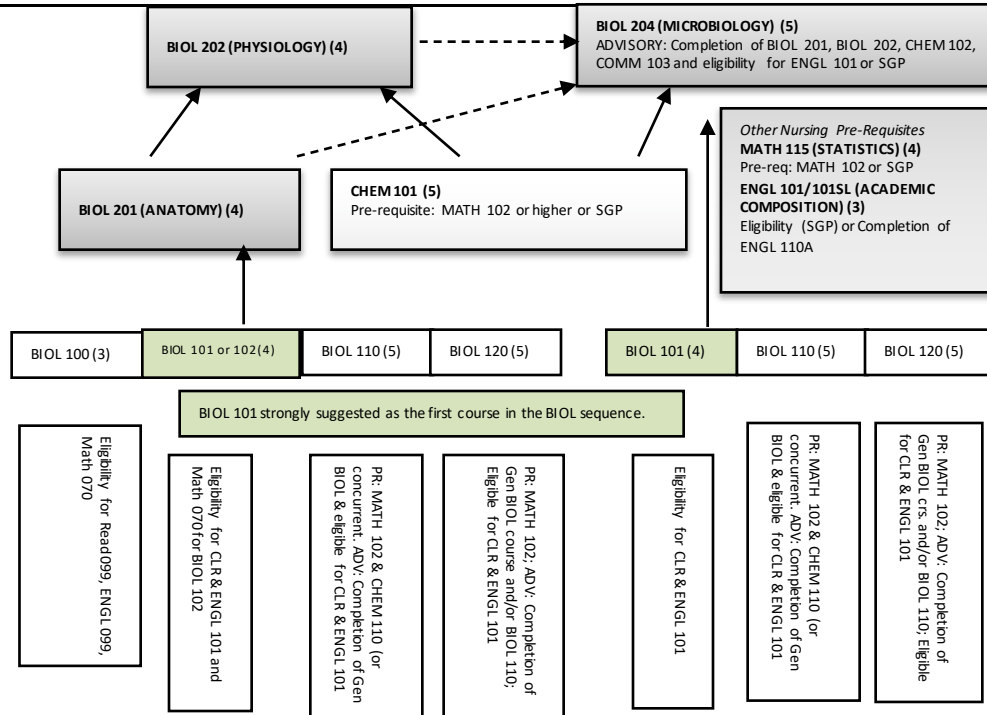 BIOL 202 (PHYSIOLOGY) (4)
BIOL 204 (MICROBIOLOGY) (5)
ADVISORY: Completion of BIOL 201, BIOL 202, CHEM 102,
COMM 103 and eligibility for ENGL 101 or SGP
BIOL 201 (ANATOMY) (4)
CHEM 101 (5)
Pre-requisite: MATH 102 or higher or SGP
Other Nursing Pre-Requisites
MATH 115 (STATISTICS) (4)
Pre-req: MATH 102 or SGP
ENGL 101/101SL (ACADEMIC
COMPOSITION) (3)
Eligibility (SGP) or Completion of
ENGL 110A
BIOL 100 (3)
BIOL 101 or 102 (4)
BIOL 110 (5)
BIOL 120 (5)
BIOL 101 (4)
BIOL 110 (5)
BIOL 120 (5)
BIOL 101 strongly suggested as the first course in the BIOL sequence.
Eligibility for Read 099, ENGL 099,
Math 070
Eligibility for CLR & ENGL 101 and
Math 070 for BIOL 102
PR: MATH 102 & CHEM 110 (or
concurrent. ADV: Completion of Gen
BIOL & eligible for CLR & ENGL 101
PR: MATH 102; ADV: Completion of
Gen BIOL course and/or BIOL 110;
Eligible for CLR & ENGL 101
Eligibility for CLR & ENGL 101
PR: MATH 102 & CHEM 110 (or
concurrent. ADV: Completion of Gen
BIOL & eligible for CLR & ENGL 101
PR: MATH 102; ADV: Completion of
Gen BIOL crs. and/or BIOL 110; Eligible
for CLR & ENGL 101